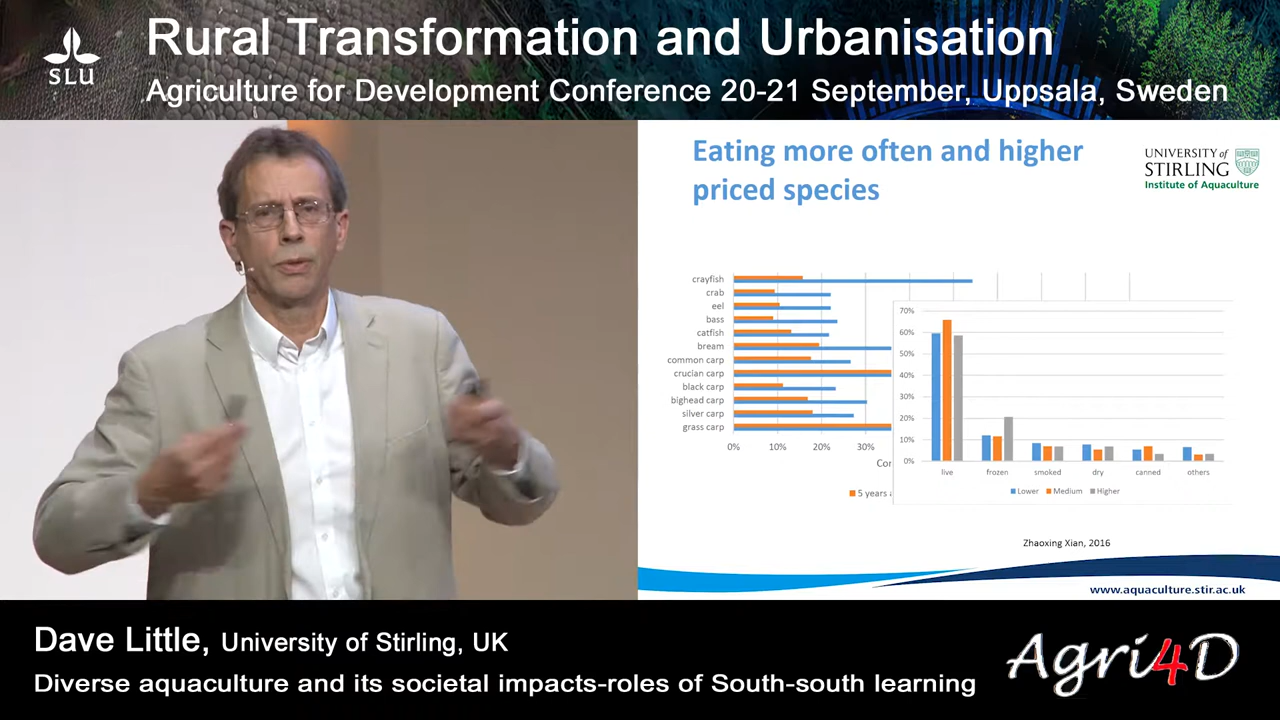 SLU
Rural Transformation and Urbanisation
Agriculture for Development Conference 20-21 September, Uppsala, Sweden
Eating more often and higher
priced species
UNIVERSITY of
STIRLING
Institute of Aquaculture
crayfish
crab
eel
bass
catfish
bream
common carp
crucian carp
black carp
bighead carp
silver carp
grass carp
0% 10% 20% 30%
5 years
70%
60%
50%
40%
30%
20%
10%
0%
live frozen smoked dry canned others
Lower Medium Higher
Zhaoxing Xian, 2016
www.aquaculture.stir.ac.uk
Dave Little, University of Stirling, UK
Diverse aquaculture and its societal impacts-roles of South-south learning
Agri4D